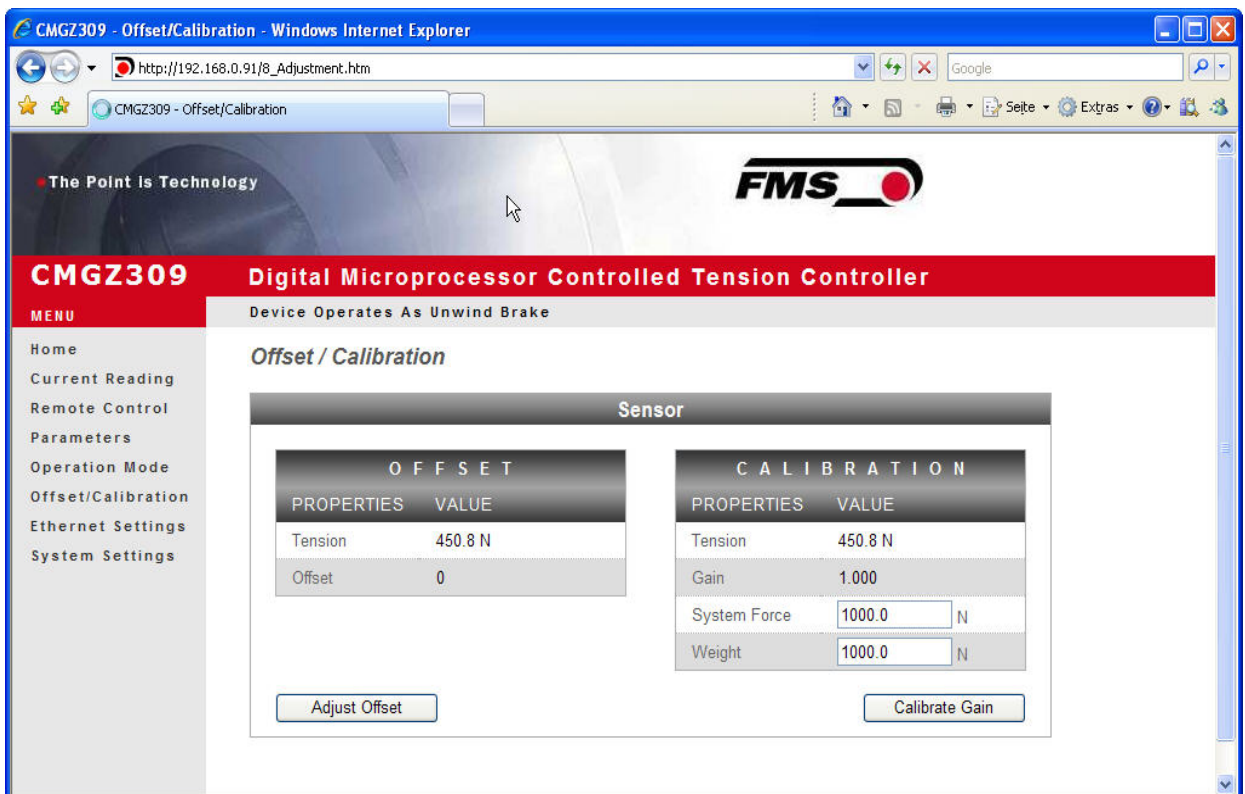 CMGZ309 - Offset/Calibration - Windows Internet Explorer
http://192.168.0.91/8_Adjustment.htm
Google
CMGZ309 - Offset/Calibration
Seite
Extras
The Point is Technology
FMS
CMGZ309
Digital Microprocessor Controlled Tension Controller
MENU
Device Operates As Unwind Brake
Home
Current Reading
Remote Control
Parameters
Operation Mode
Offset/Calibration
Ethernet Settings
System Settings
Offset / Calibration
Sensor
OFFSET
PROPERTIES VALUE
Tension 450.8 N
Offset 0
Adjust Offset
CALIBRATION
PROPERTIES VALUE
Tension 450.8 N
Gain 1.000
System Force 1000.0 N
Weight 1000.0 N
Calibrate Gain